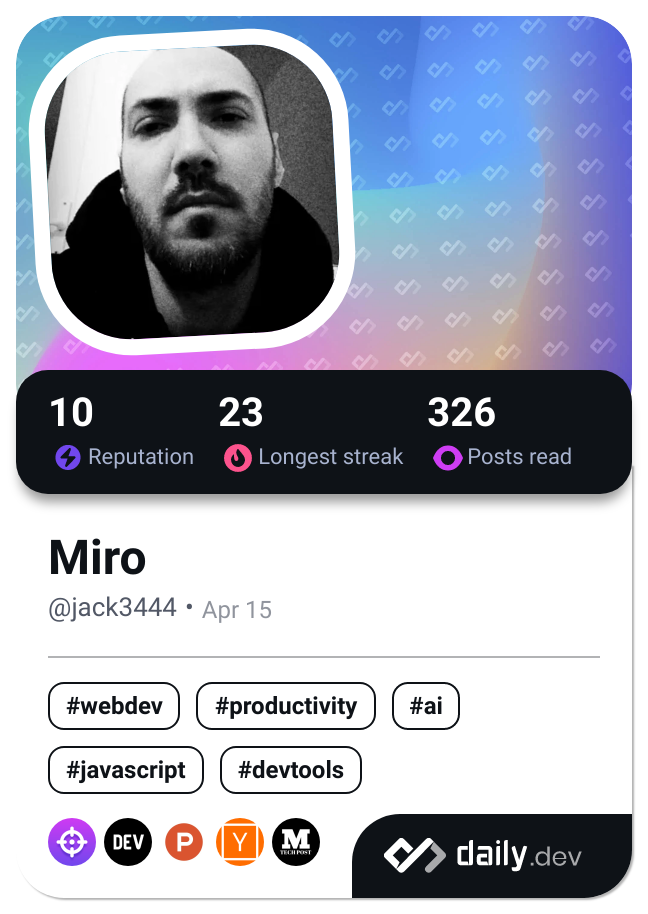 10 23 326
Reputation Longest streak Posts read
Miro
@jack3444 • Apr 15
#webdev #productivity #ai
#javascript #devtools
DEV P Y M TECH POST
daily.dev